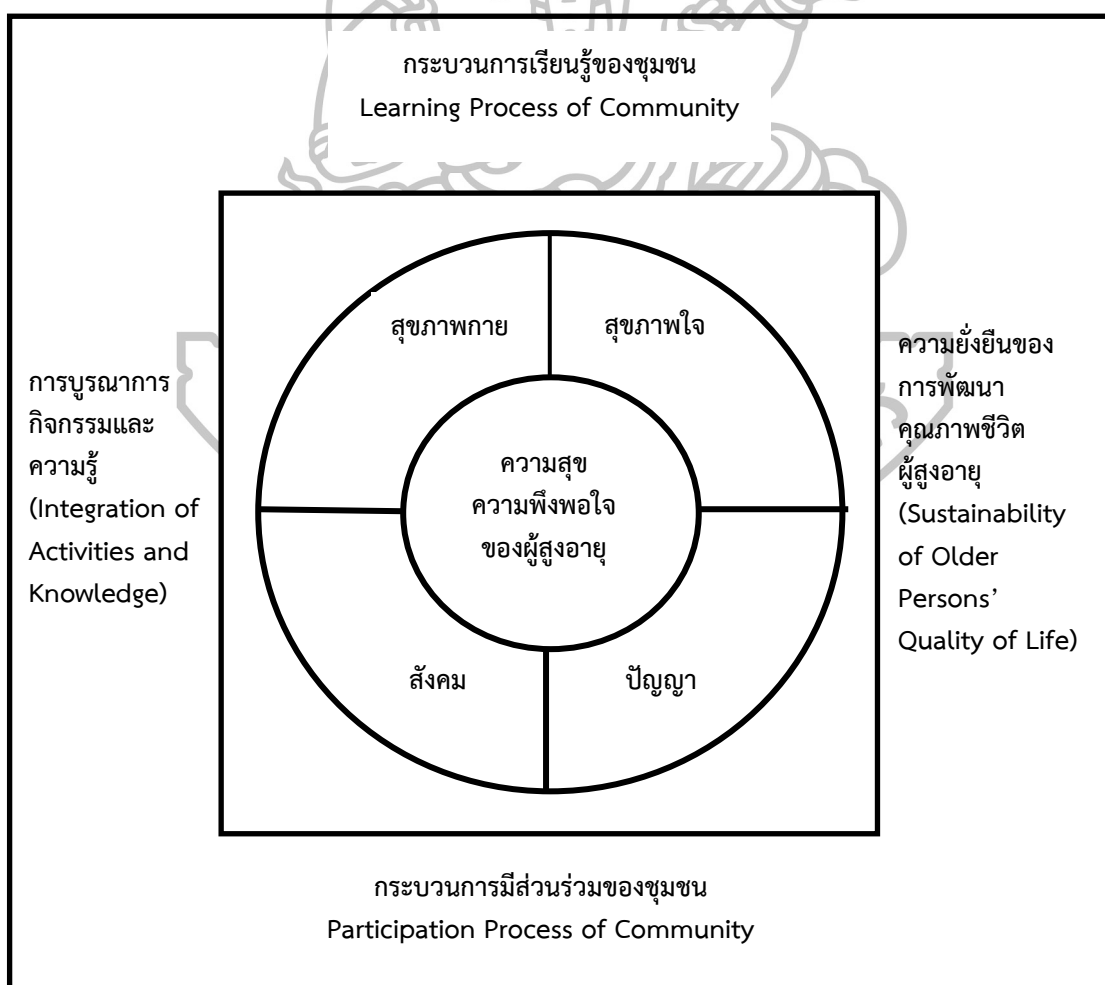 กระบวนการเรียนรู้ของชุมชน
Learning Process of Community
สุขภาพกาย
สุขภาพใจ
การบูรณาการ
กิจกรรมและ
ความรู้
(Integration of
Activities and
Knowledge)
ความสุข
ความพึงพอใจ
ของผู้สูงอายุ
ความยั่งยืนของ
การพัฒนา
คุณภาพชีวิต
ผู้สูงอายุ
(Sustainability
of Older
Persons’
Quality of Life)
สังคม
ปัญญา
กระบวนการมีส่วนร่วมของชุมชน
Participation Process of Community